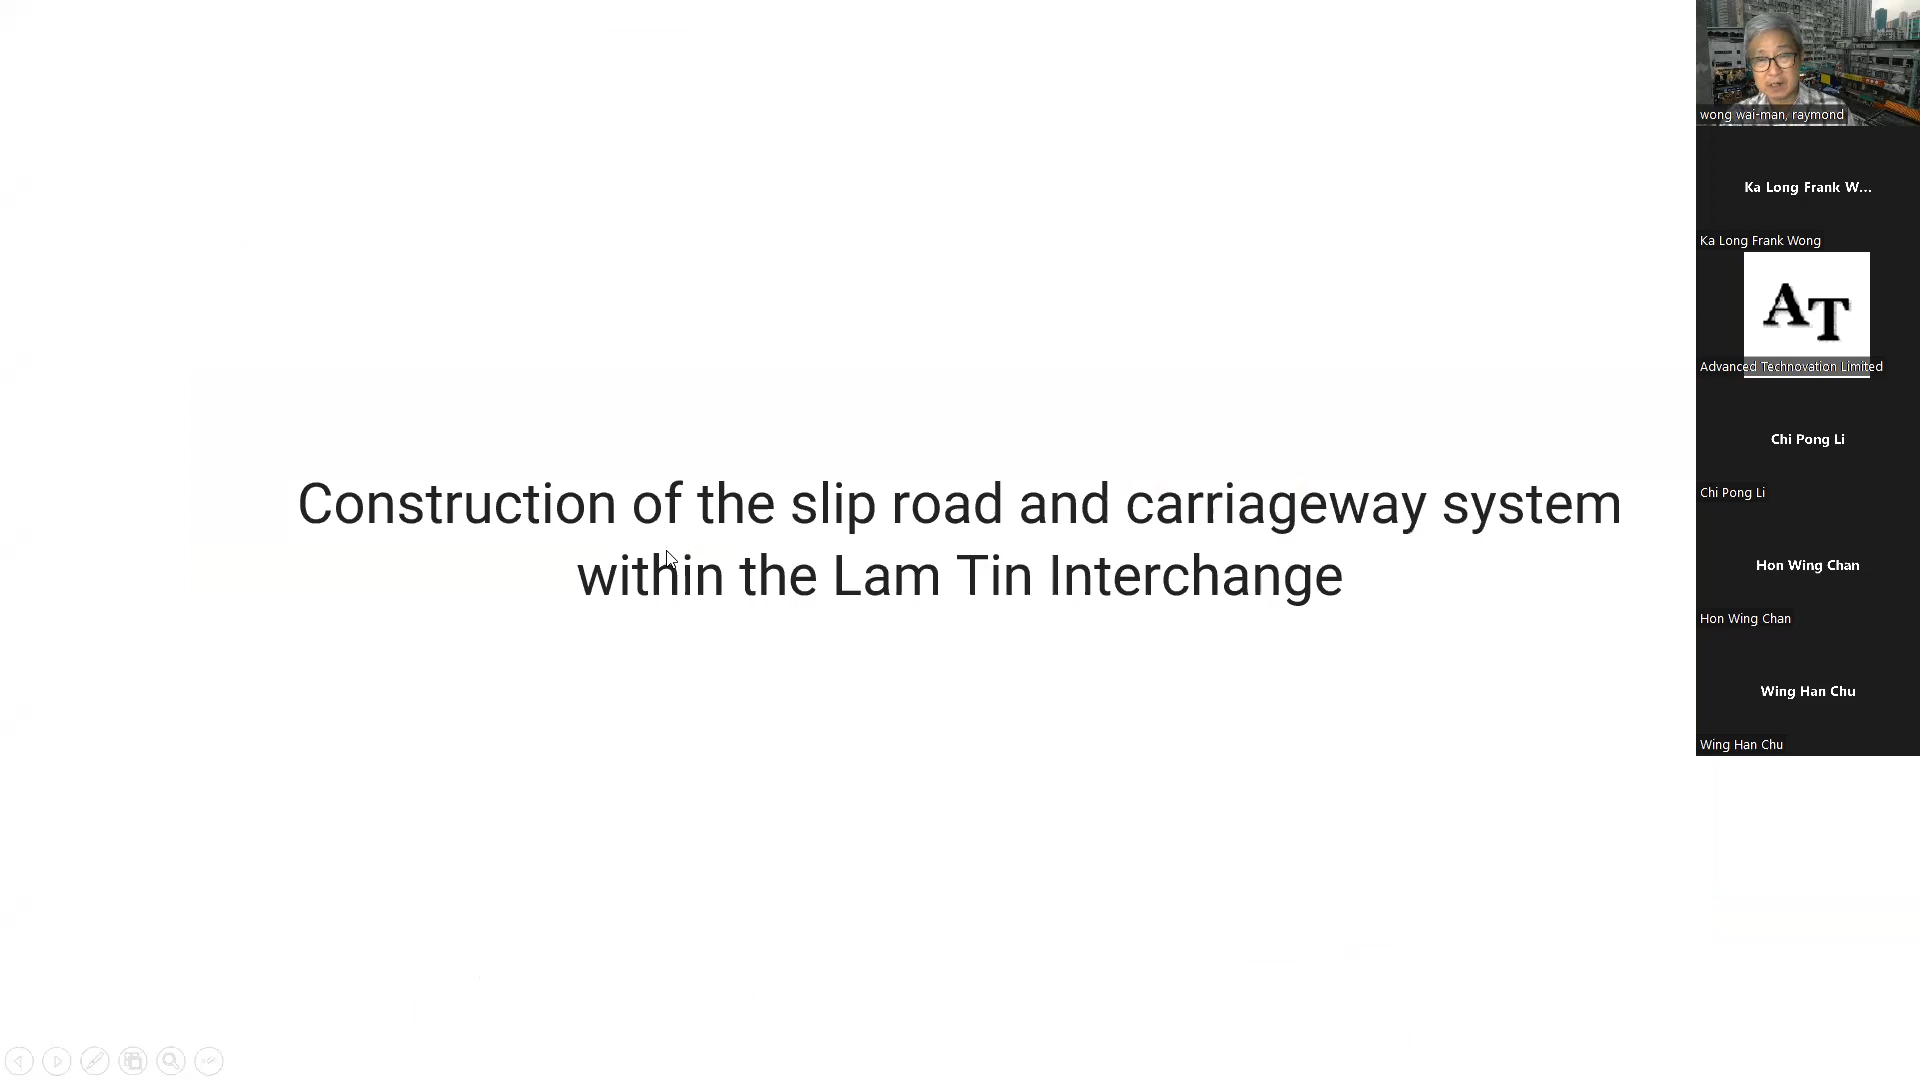 Construction of the slip road and carriageway system
within the Lam Tin Interchange
wong wai-man, raymond
Ka Long Frank W...
Ka Long Frank Wong
AT
Advanced Technovation Limited
Chi Pong Li
Chi Pong Li
Hon Wing Chan
Hon Wing Chan
Wing Han Chu
Wing Han Chu